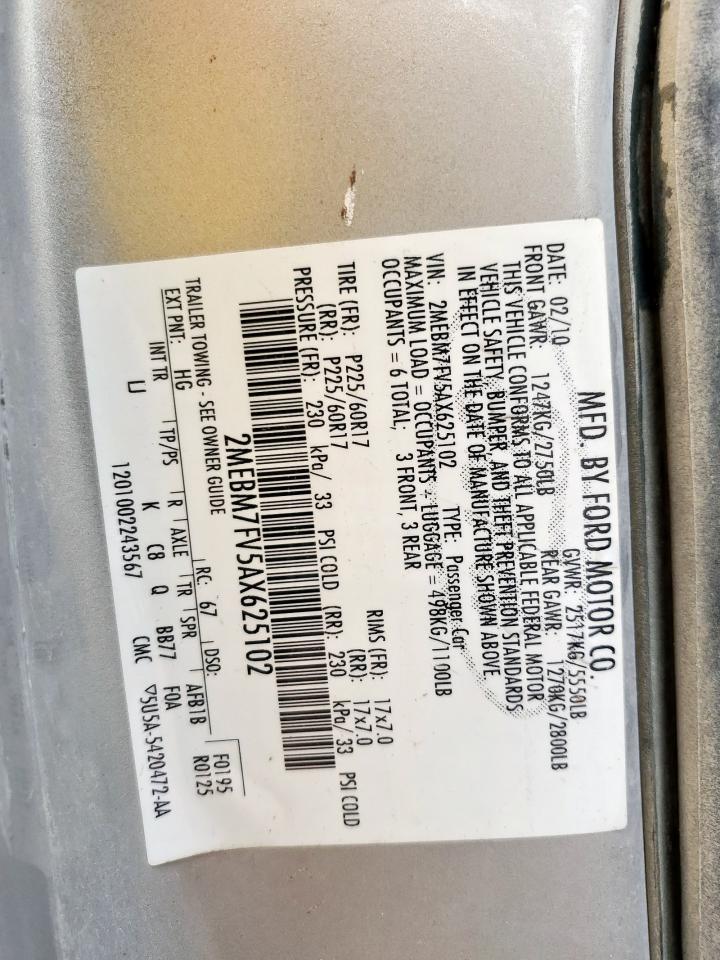 MFD. BY FORD MOTOR CO.
DATE: 02/10 GVWR: 2517KG/5550LB
FRONT GAWR: 1247KG/2750LB REAR GAWR: 1270KG/2800LB
THIS VEHICLE CONFORMS TO ALL APPLICABLE FEDERAL MOTOR
VEHICLE SAFETY, BUMPER, AND THEFT PREVENTION STANDARDS
IN EFFECT ON THE DATE OF MANUFACTURE SHOWN ABOVE.
VIN: 2MEBM7FV5AX625102 TYPE: Passenger Car
MAXIMUM LOAD = OCCUPANTS + LUGGAGE = 498KG/1100LB
OCCUPANTS = 6 TOTAL; 3 FRONT, 3 REAR
TIRE (FR): P225/60R17 RIMS (FR): 17x7.0
(RR): P225/60R17 (RR): 17x7.0
PRESSURE (FR): 230 kPa/ 33 PSI COLD (RR): 230 kPa/ 33 PSI COLD
2MEBM7FV5AX625102
TRAILER TOWING - SEE OWNER GUIDE F0195
EXT PNT: HG RC: 67 DSO: R0125
INT TR TP/PS R AXLE TR SPR AFB1B
IJ K C8 Q BB77 F0A
1201002243567 CMC ▽5U5A-5420472-AA